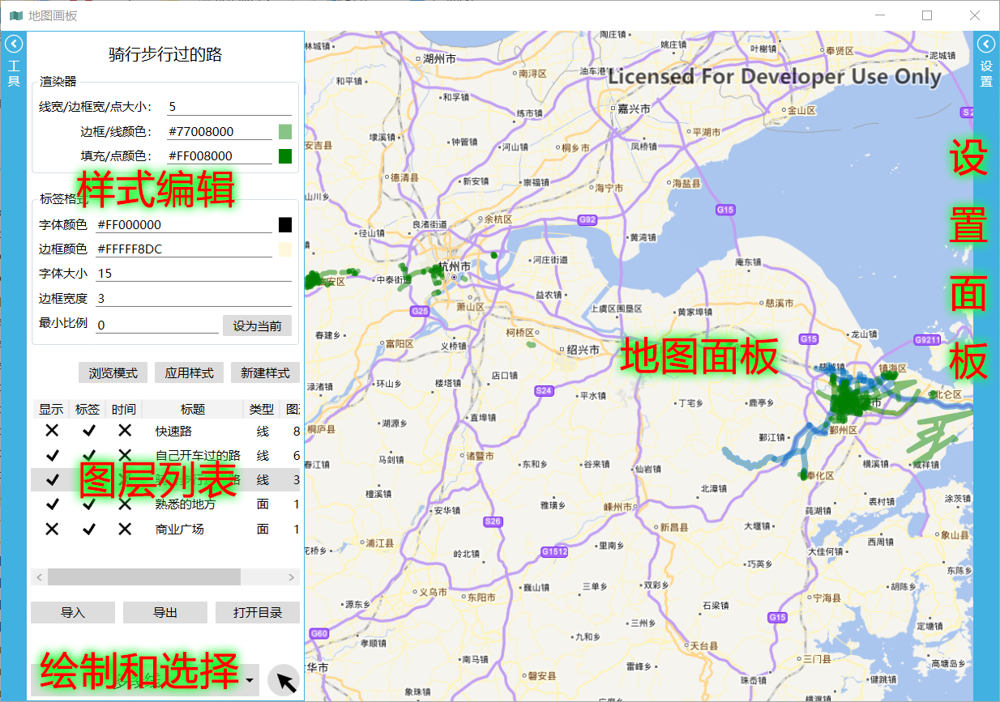 地图画板
工具
骑行步行过的路
渲染器
线宽/边框宽/点大小： 5
边框/线颜色： #77008000
填充/点颜色： #FF008000
样式编辑
标签格式
字体颜色 #FF000000
边框颜色 #FFFFF8DC
字体大小 15
边框宽度 3
最小比例 0 设为当前
浏览模式 应用样式 新建样式
显示 标签 时间 标题 类型
快速路 线 8
自己开车过的路 线 6
图层列表
线 3
熟悉的地方 面 1
商业广场 面 1
导入 导出 打开目录
绘制和选择
设置
设置面板
地图面板
Licensed For Developer Use Only
林城镇
湖州市
陶庄镇
姚庄镇
叶榭镇
奉贤区
泥城镇
和平镇
南浔区
油车港镇
和孚镇
练市镇
嘉兴市
金山区
埭溪镇
钟管镇
河山镇
桐乡市
凤桥镇
平湖市
安吉县
德清县
新安镇
崇福镇
海宁市
海盐县
山川乡
良渚街道
余杭区
G92
G15
径山镇
黄湾镇
河庄街道
庵东镇
杭州市
临安区
中泰街道
益农镇
G25
萧山区
上虞区围垦区
黄家埠镇
慈溪市
春建乡
富阳区
义桥镇
柯桥区
绍兴市
G15
龙山镇
G9211
慈城镇
镇海区
渌渚镇
环山乡
楼塔镇
店口镇
S24
平水镇
丁宅乡
鹿亭乡
北仑区
桐庐县
湖源乡
直埠镇
鄞江镇
鄞州区
春江镇
马剑镇
诸暨市
东和乡
谷来镇
仙岩镇
横溪镇
咸祥镇
奉化区
檀溪镇
安华镇
雅璜乡
嵊州市
北漳镇
莼湖镇
裘村镇
涂茨镇
S26
新昌县
大堰镇
花桥乡
浦江县
岭北镇
G1512
里南乡
大佳何镇
西周镇
象山县
巧英乡
东陈乡
源东乡
义乌市
东阳市
巍山镇
三单乡
双彩乡
石梁镇
宁海县
胡陈乡
G60
孝顺镇
三州乡
G15
定塘镇
九和乡
天台县
高塘岛乡
南马镇
雷峰乡
三门县
磐安县
珠岙镇
健跳镇
象珠镇